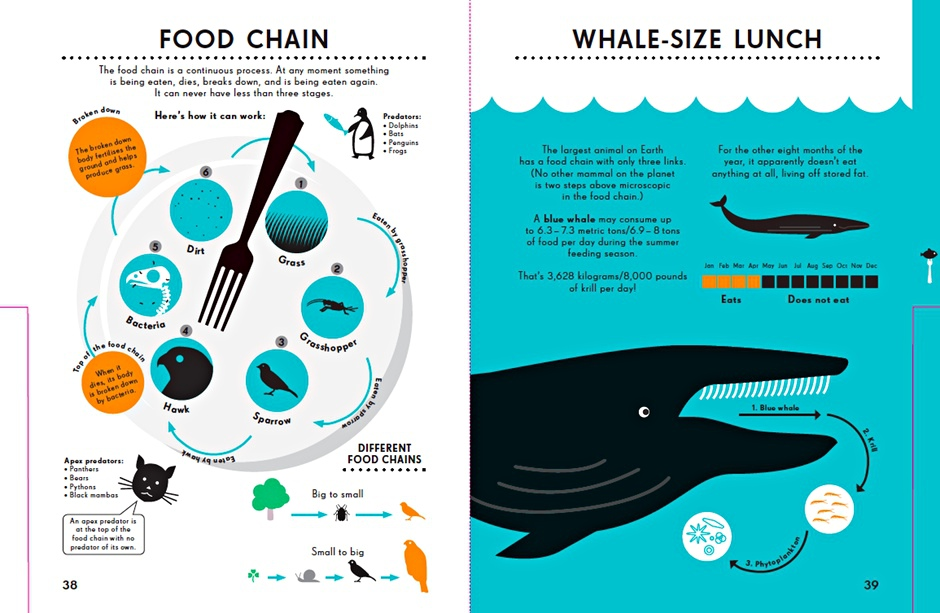 FOOD CHAIN
The food chain is a continuous process. At any moment something
is being eaten, dies, breaks down, and is being eaten again.
It can never have less than three stages.
Here's how it can work:
Broken down
The broken down
body fertilises the
ground and helps
produce grass.
Predators:
• Dolphins
• Bats
• Penguins
• Frogs
1
Grass
Eaten by grasshopper
2
Grasshopper
Eaten by sparrow
3
Sparrow
Eaten by hawk
4
Hawk
Top of the food chain
When it
dies, its body
is broken down
by bacteria.
5
Bacteria
6
Dirt
Apex predators:
• Panthers
• Bears
• Pythons
• Black mambas
An apex predator is
at the top of the
food chain with no
predator of its own.
DIFFERENT
FOOD CHAINS
Big to small
Small to big
38
WHALE-SIZE LUNCH
The largest animal on Earth
has a food chain with only three links.
(No other mammal on the planet
is two steps above microscopic
in the food chain.)
A blue whale may consume up
to 6.3–7.3 metric tons/6.9–8 tons
of food per day during the summer
feeding season.
That's 3,628 kilograms/8,000 pounds
of krill per day!
For the other eight months of the
year, it apparently doesn't eat
anything at all, living off stored fat.
Jan Feb Mar Apr May Jun Jul Aug Sep Oct Nov Dec
Eats Does not eat
1. Blue whale
2. Krill
3. Phytoplankton
39